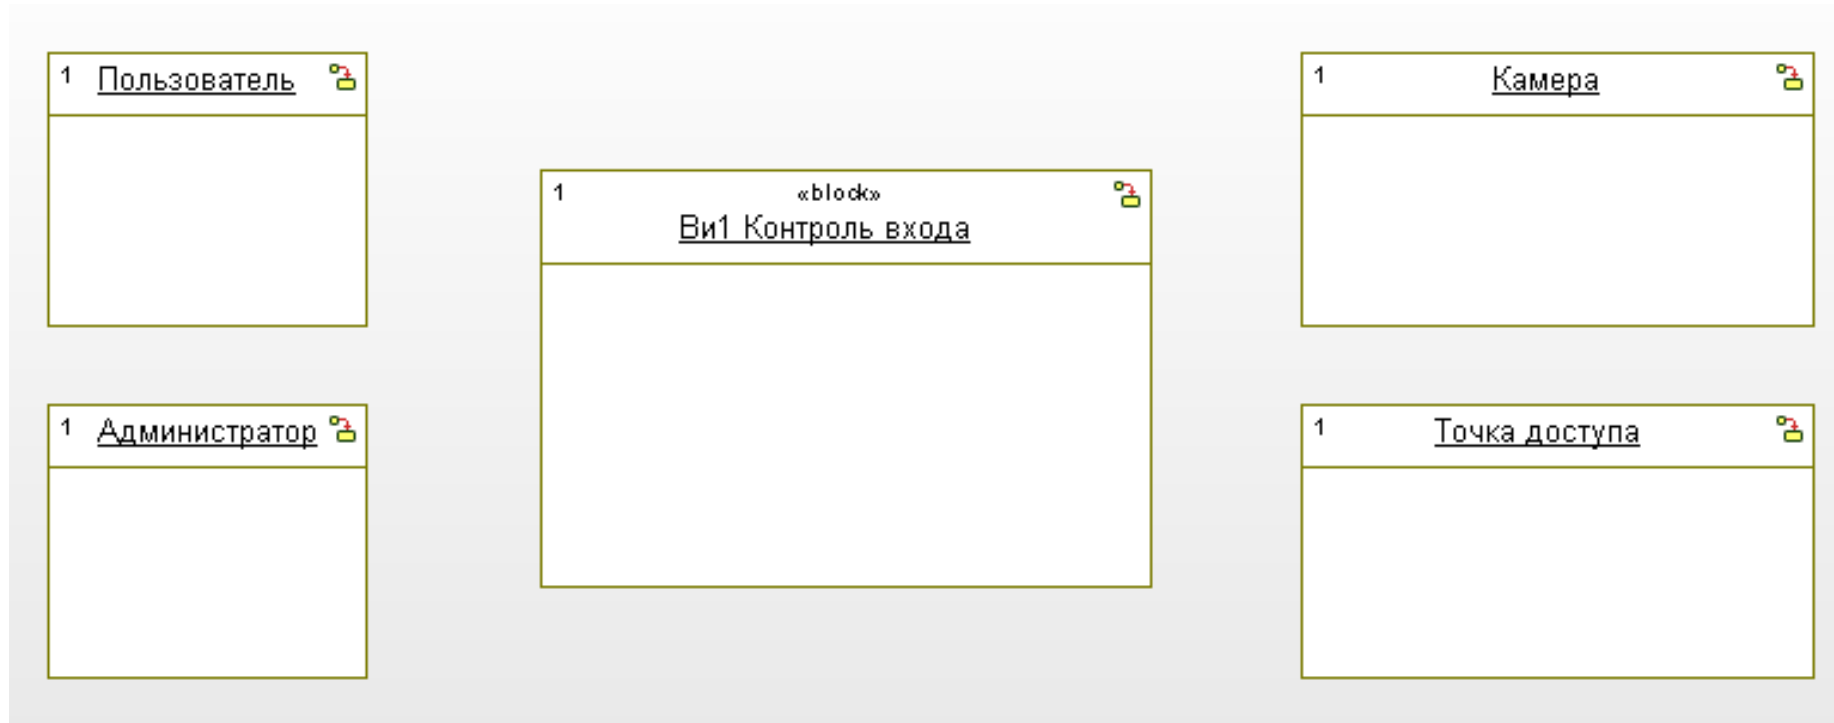 1 Пользователь
1 Камера
1 «block»
Ви1 Контроль входа
1 Администратор
1 Точка доступа